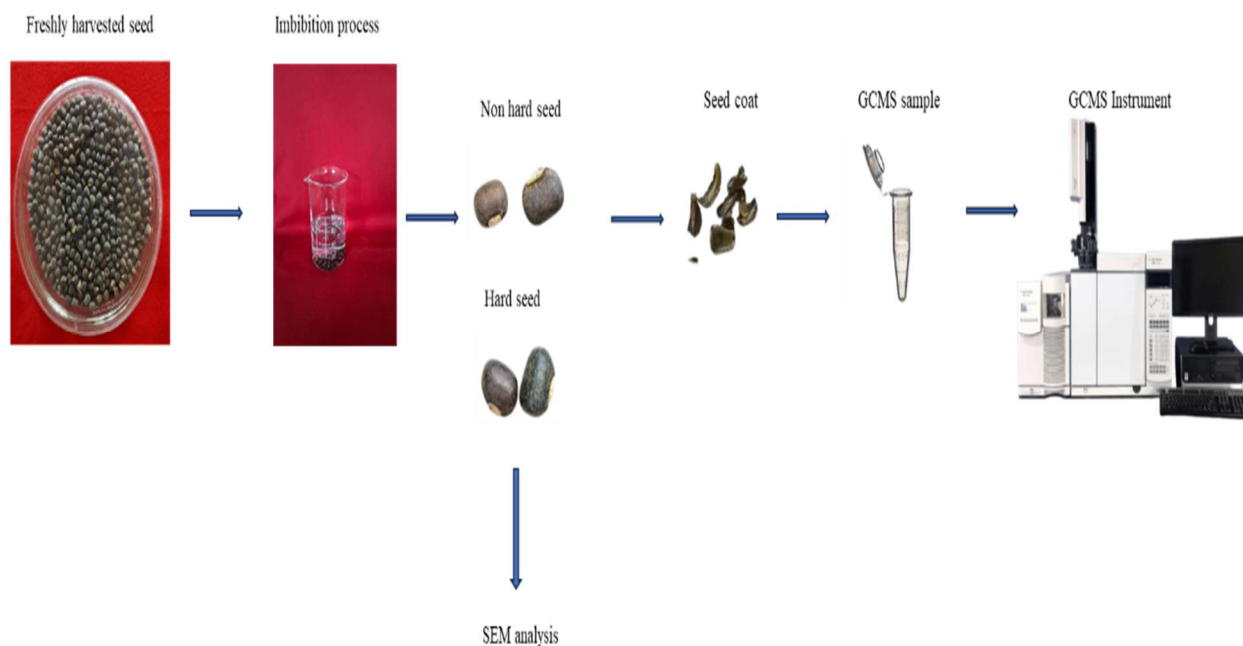 Freshly harvested seed
Imbibition process
Non hard seed
Seed coat
GCMS sample
GCMS Instrument
Hard seed
SEM analysis